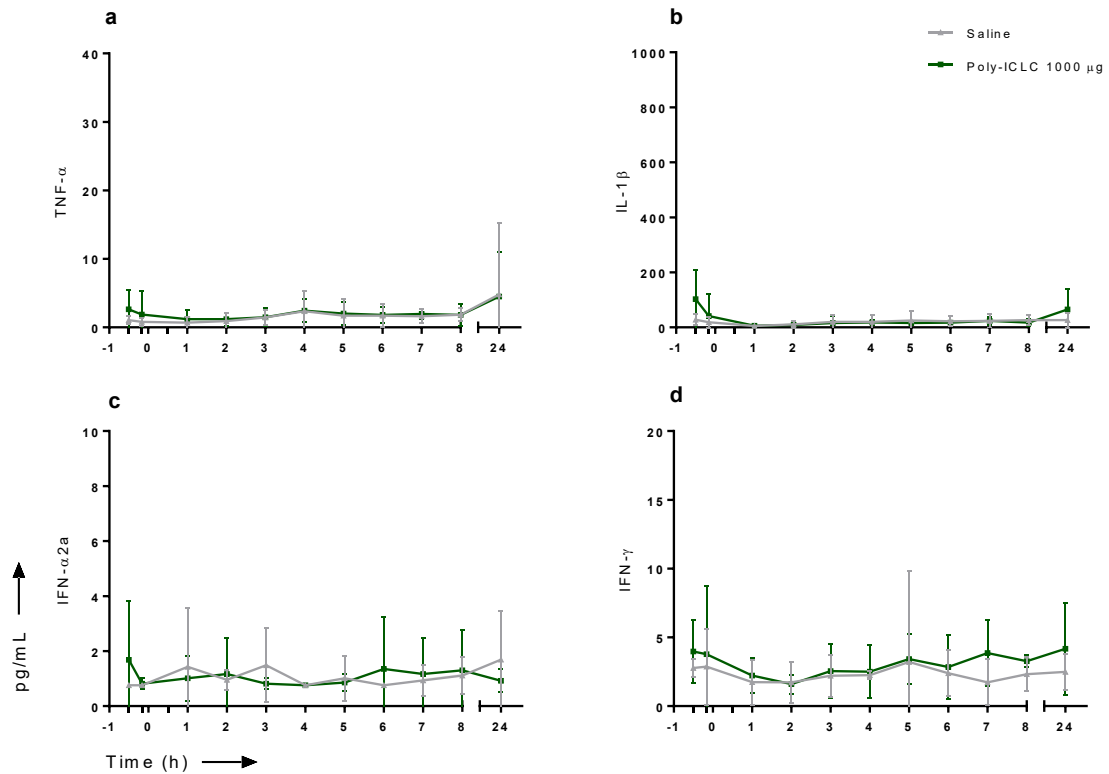 a
40
30
20
10
0
TNF-α
-1 0 1 2 3 4 5 6 7 8 24
b
Saline
Poly-ICLC 1000 μg
1000
800
600
400
200
0
IL-1β
-1 0 1 2 3 4 5 6 7 8 24
c
10
8
6
4
2
0
IFN-α2a
-1 0 1 2 3 4 5 6 7 8 24
d
20
15
10
5
0
IFN-γ
-1 0 1 2 3 4 5 6 7 8 24
pg/mL
Time (h)